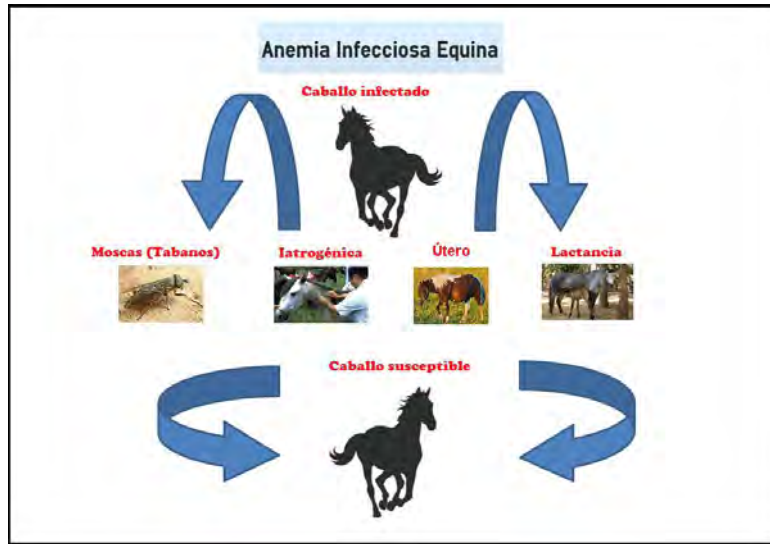 Anemia Infecciosa Equina
Caballo infectado
Moscas (Tabanos)
Iatrogénica
Útero
Lactancia
Caballo susceptible